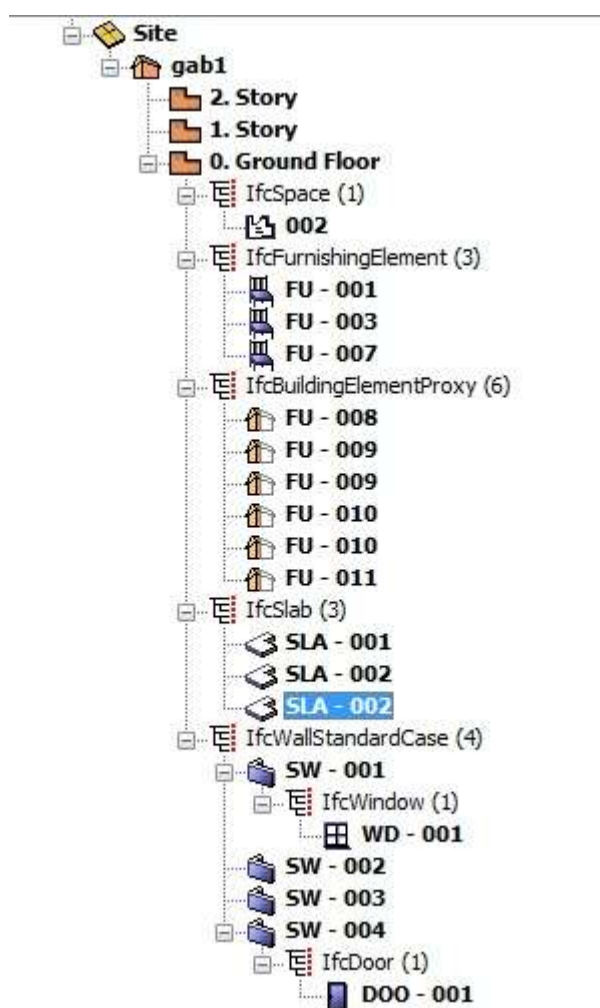 Site
gab1
2. Story
1. Story
0. Ground Floor
IfcSpace (1)
002
IfcFurnishingElement (3)
FU - 001
FU - 003
FU - 007
IfcBuildingElementProxy (6)
FU - 008
FU - 009
FU - 009
FU - 010
FU - 010
FU - 011
IfcSlab (3)
SLA - 001
SLA - 002
SLA - 002
IfcWallStandardCase (4)
SW - 001
IfcWindow (1)
WD - 001
SW - 002
SW - 003
SW - 004
IfcDoor (1)
DOO - 001